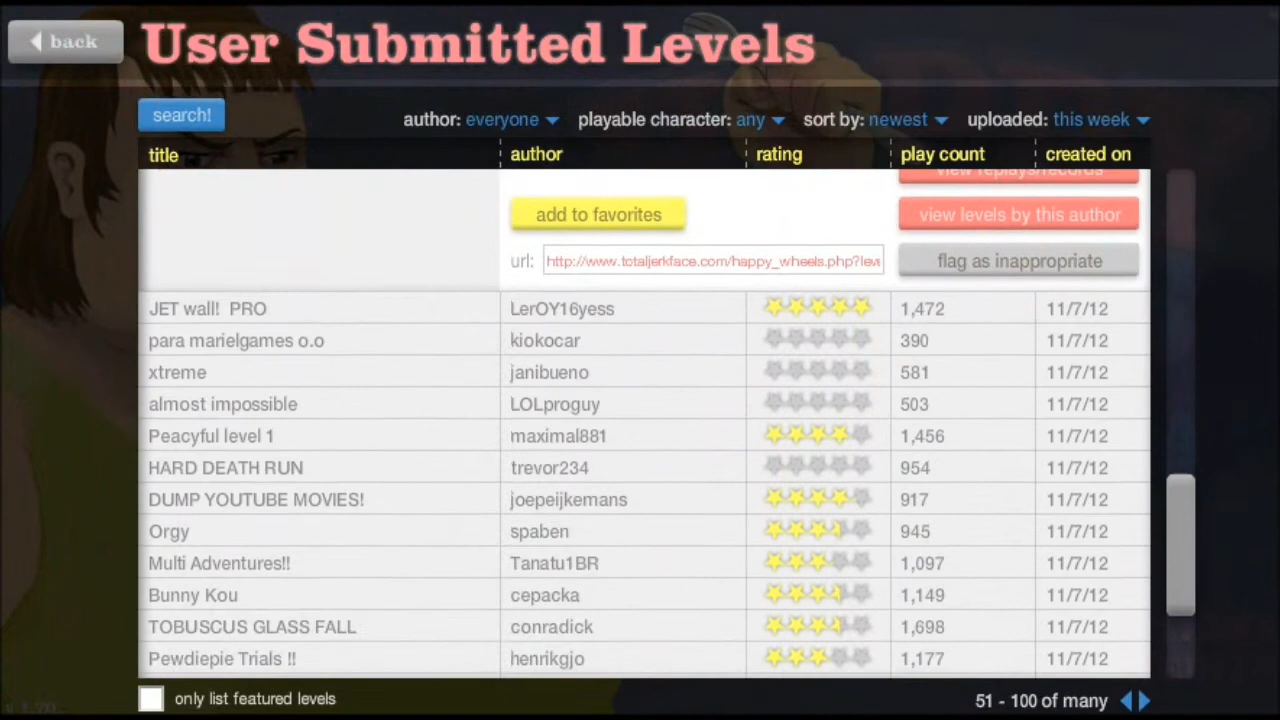 back
User Submitted Levels
search!
author: everyone playable character: any sort by: newest uploaded: this week
title author rating play count created on
view replays/records
add to favorites view levels by this author
url: http://www.totaljerkface.com/happy_wheels.php?leve flag as inappropriate
JET wall!  PRO LerOY16yess 1,472 11/7/12
para marielgames o.o kiokocar 390 11/7/12
xtreme janibueno 581 11/7/12
almost impossible LOLproguy 503 11/7/12
Peacyful level 1 maximal881 1,456 11/7/12
HARD DEATH RUN trevor234 954 11/7/12
DUMP YOUTUBE MOVIES! joepeijkemans 917 11/7/12
Orgy spaben 945 11/7/12
Multi Adventures!! Tanatu1BR 1,097 11/7/12
Bunny Kou cepacka 1,149 11/7/12
TOBUSCUS GLASS FALL conradick 1,698 11/7/12
Pewdiepie Trials !! henrikgjo 1,177 11/7/12
only list featured levels 51 - 100 of many